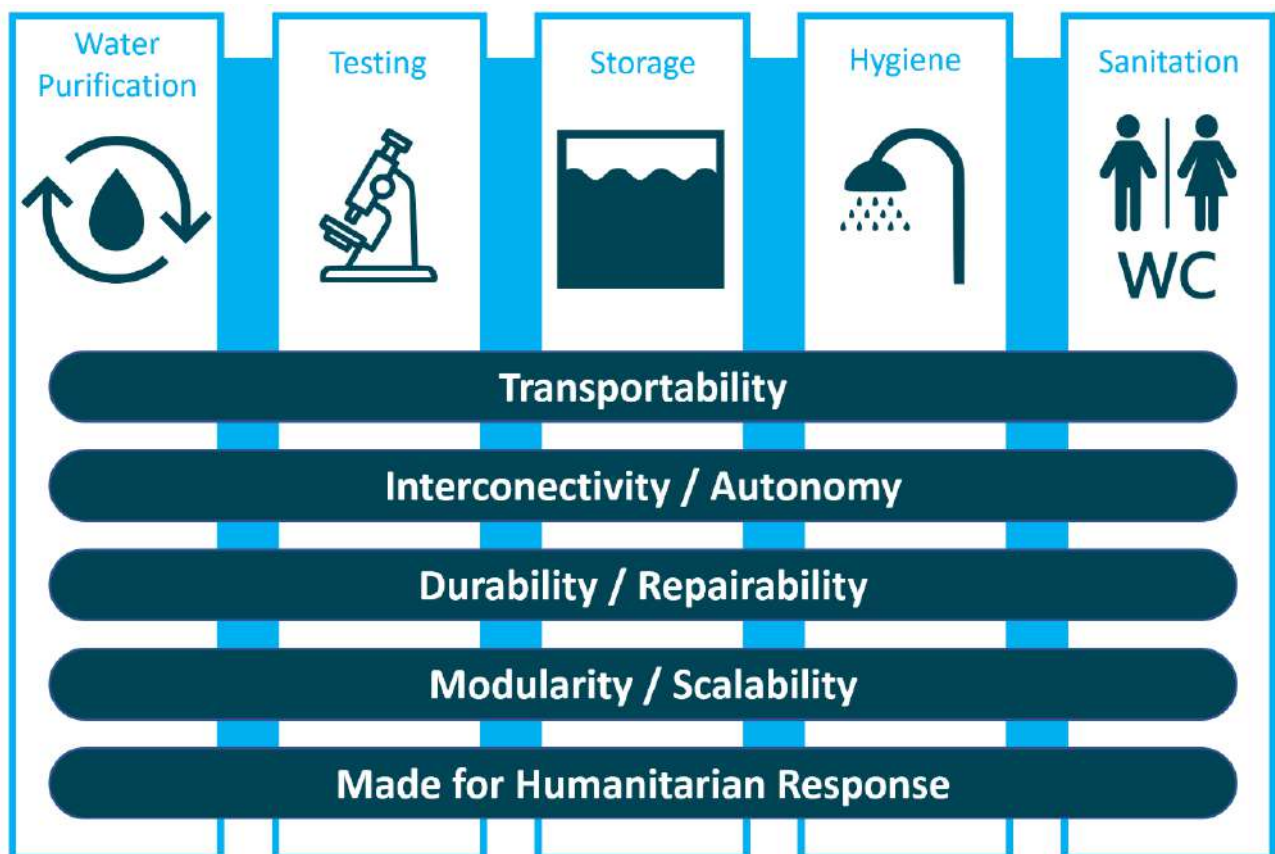 Water
Purification
Testing
Storage
Hygiene
Sanitation
WC
Transportability
Interconectivity / Autonomy
Durability / Repairability
Modularity / Scalability
Made for Humanitarian Response